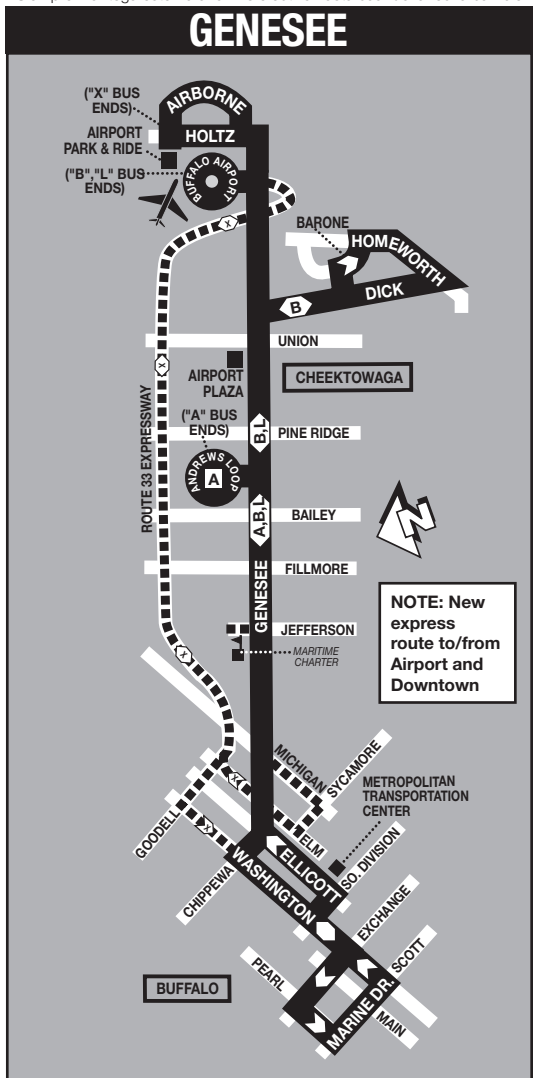 GENESEE
("X" BUS
ENDS)
AIRBORNE
HOLTZ
AIRPORT
PARK & RIDE
("B","L" BUS
ENDS)
BUFFALO AIRPORT
X
BARONE
HOMEWORTH
DICK
B
UNION
X
AIRPORT
PLAZA
CHEEKTOWAGA
("A" BUS
ENDS)
B,L
PINE RIDGE
ROUTE 33 EXPRESSWAY
ANDREWS LOOP
A
A,B,L
BAILEY
N
FILLMORE
GENESEE
NOTE: New
express
route to/from
Airport and
Downtown
JEFFERSON
MARITIME
CHARTER
X
MICHIGAN
SYCAMORE
METROPOLITAN
TRANSPORTATION
CENTER
X
GOODELL
X
ELM
ELLICOTT
SO. DIVISION
CHIPPEWA
WASHINGTON
EXCHANGE
SCOTT
PEARL
BUFFALO
MARINE DR.
MAIN